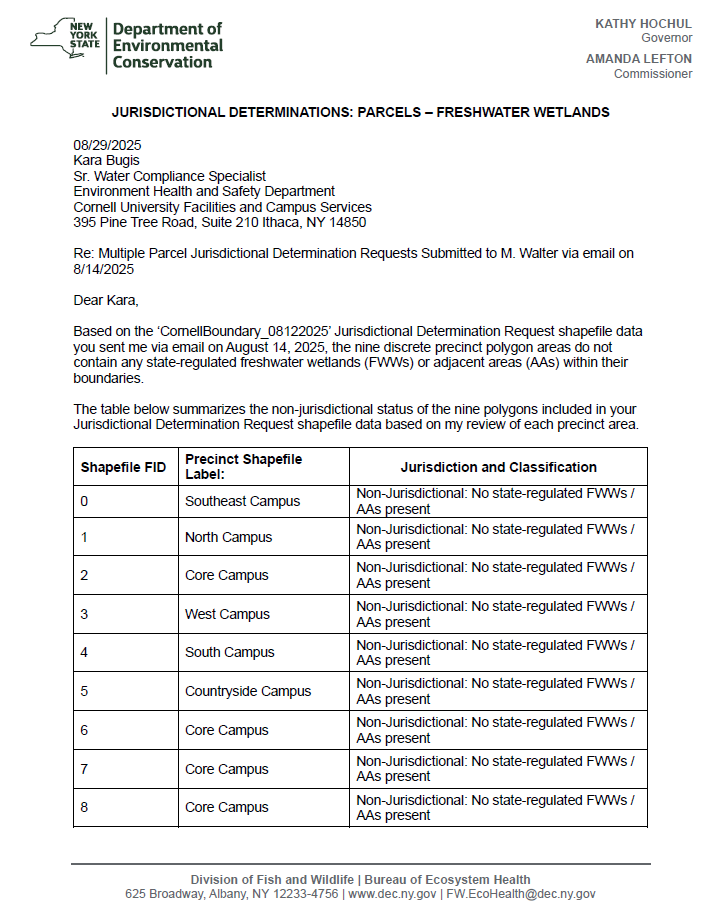 NEW
YORK
STATE
Department of
Environmental
Conservation
KATHY HOCHUL
Governor
AMANDA LEFTON
Commissioner
JURISDICTIONAL DETERMINATIONS: PARCELS – FRESHWATER WETLANDS
08/29/2025
Kara Bugis
Sr. Water Compliance Specialist
Environment Health and Safety Department
Cornell University Facilities and Campus Services
395 Pine Tree Road, Suite 210 Ithaca, NY 14850
Re: Multiple Parcel Jurisdictional Determination Requests Submitted to M. Walter via email on
8/14/2025
Dear Kara,
Based on the ‘CornellBoundary_08122025’ Jurisdictional Determination Request shapefile data
you sent me via email on August 14, 2025, the nine discrete precinct polygon areas do not
contain any state-regulated freshwater wetlands (FWWs) or adjacent areas (AAs) within their
boundaries.
The table below summarizes the non-jurisdictional status of the nine polygons included in your
Jurisdictional Determination Request shapefile data based on my review of each precinct area.
Shapefile FID
Precinct Shapefile
Label:
Jurisdiction and Classification
0
Southeast Campus
Non-Jurisdictional: No state-regulated FWWs /
AAs present
1
North Campus
Non-Jurisdictional: No state-regulated FWWs /
AAs present
2
Core Campus
Non-Jurisdictional: No state-regulated FWWs /
AAs present
3
West Campus
Non-Jurisdictional: No state-regulated FWWs /
AAs present
4
South Campus
Non-Jurisdictional: No state-regulated FWWs /
AAs present
5
Countryside Campus
Non-Jurisdictional: No state-regulated FWWs /
AAs present
6
Core Campus
Non-Jurisdictional: No state-regulated FWWs /
AAs present
7
Core Campus
Non-Jurisdictional: No state-regulated FWWs /
AAs present
8
Core Campus
Non-Jurisdictional: No state-regulated FWWs /
AAs present
Division of Fish and Wildlife | Bureau of Ecosystem Health
625 Broadway, Albany, NY 12233-4756 | www.dec.ny.gov | FW.EcoHealth@dec.ny.gov